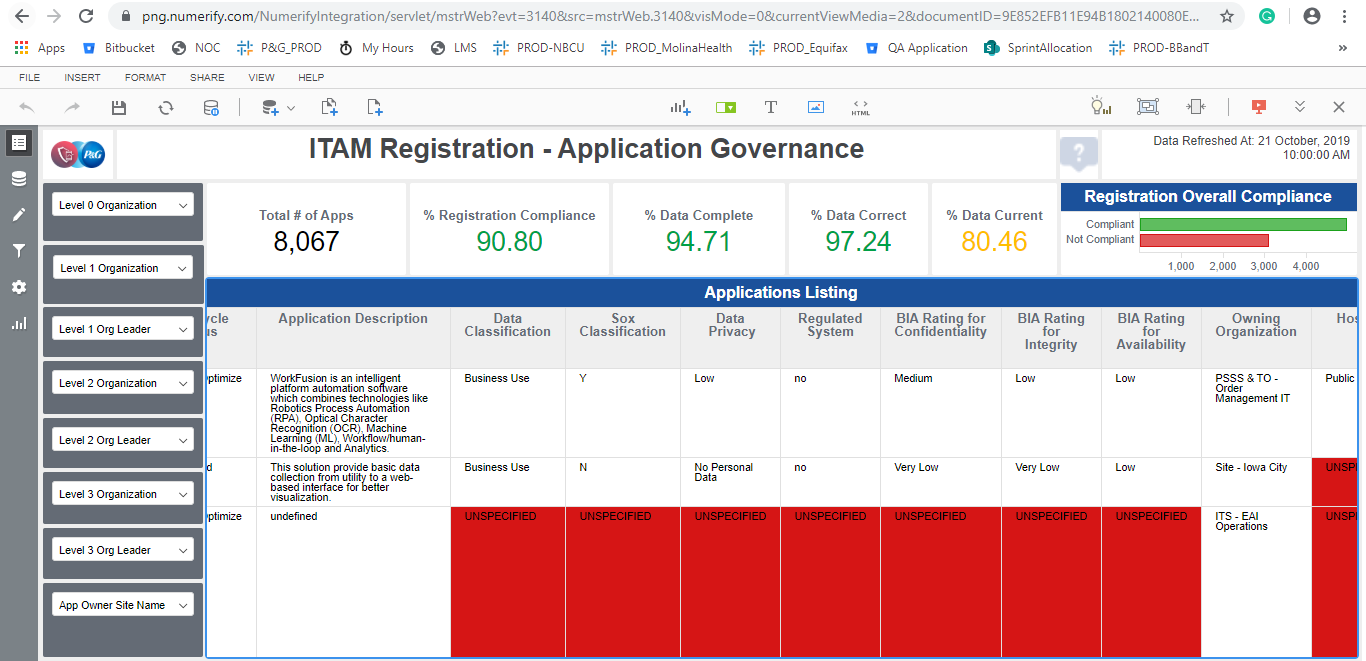 png.numerify.com/NumerifyIntegration/servlet/mstrWeb?evt=3140&src=mstrWeb.3140&visMode=0&currentViewMedia=2&documentID=9E852EFB11E94B1802140080E...
Apps Bitbucket NOC P&G_PROD My Hours LMS PROD-NBCU PROD_MolinaHealth PROD_Equifax QA Application SprintAllocation PROD-BBandT »
FILE INSERT FORMAT SHARE VIEW HELP
T HTML
P&G ITAM Registration - Application Governance ? Data Refreshed At: 21 October, 2019
10:00:00 AM
Level 0 Organization
Level 1 Organization
Level 1 Org Leader
Level 2 Organization
Level 2 Org Leader
Level 3 Organization
Level 3 Org Leader
App Owner Site Name
Total # of Apps
8,067
% Registration Compliance
90.80
% Data Complete
94.71
% Data Correct
97.24
% Data Current
80.46
Registration Overall Compliance
Compliant
Not Compliant
1,000 2,000 3,000 4,000
Applications Listing
ycle
us
Application Description
Data
Classification
Sox
Classification
Data
Privacy
Regulated
System
BIA Rating for
Confidentiality
BIA Rating
for
Integrity
BIA Rating
for
Availability
Owning
Organization
Hos
ptimize
WorkFusion is an intelligent
platform automation software
which combines technologies like
Robotics Process Automation
(RPA), Optical Character
Recognition (OCR), Machine
Learning (ML), Workflow/human-
in-the-loop and Analytics.
Business Use
Y
Low
no
Medium
Low
Low
PSSS & TO -
Order
Management IT
Public
d
This solution provide basic data
collection from utility to a web-
based interface for better
visualization.
Business Use
N
No Personal
Data
no
Very Low
Very Low
Low
Site - Iowa City
UNSP
ptimize
undefined
UNSPECIFIED
UNSPECIFIED
UNSPECIFIED
UNSPECIFIED
UNSPECIFIED
UNSPECIFIED
UNSPECIFIED
ITS - EAI
Operations
UNSP